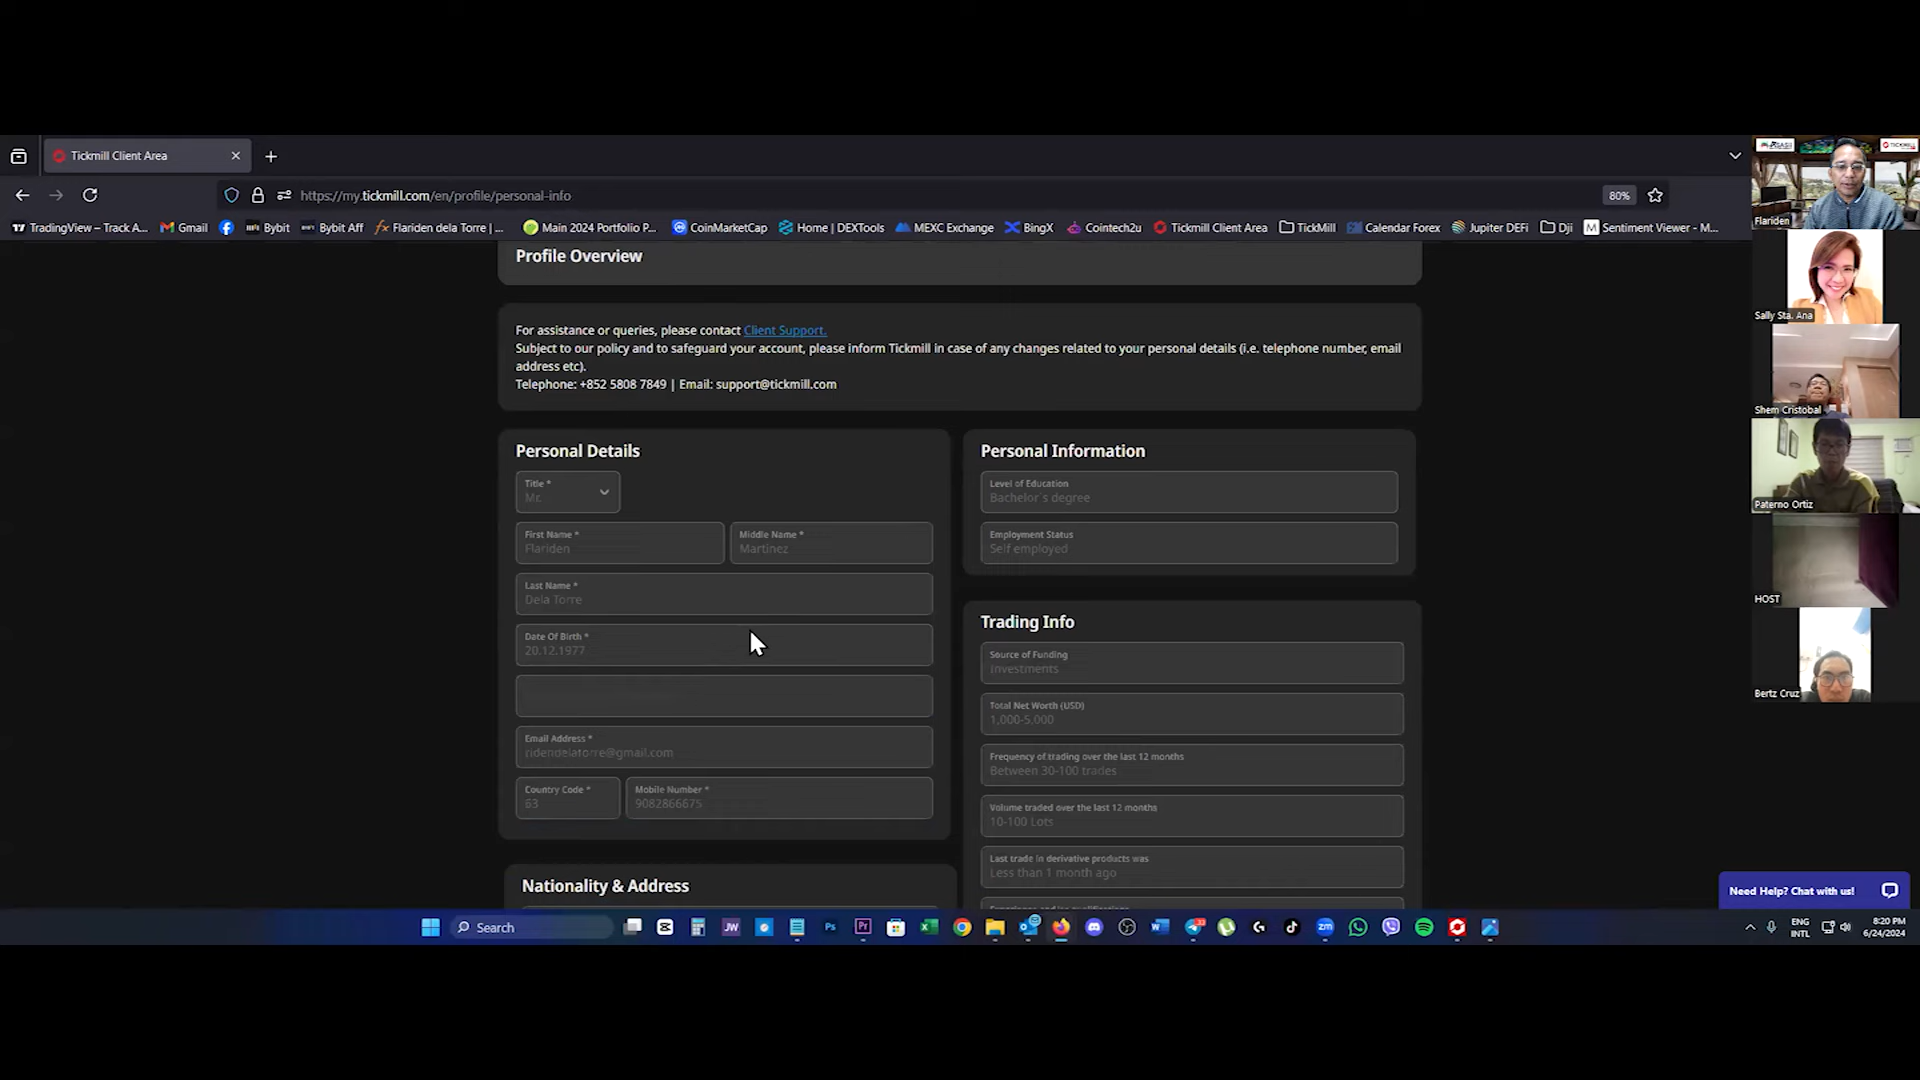 Tickmill Client Area
https://my.tickmill.com/en/profile/personal-info
80%
TradingView – Track A...
Gmail
Bybit
Bybit Aff
Flariden dela Torre | ...
Main 2024 Portfolio P...
CoinMarketCap
Home | DEXTools
MEXC Exchange
BingX
Cointech2u
Tickmill Client Area
TickMill
Calendar Forex
Jupiter DEFi
Dji
Sentiment Viewer - M...
Profile Overview
For assistance or queries, please contact Client Support.
Subject to our policy and to safeguard your account, please inform Tickmill in case of any changes related to your personal details (i.e. telephone number, email
address etc).
Telephone: +852 5808 7849 | Email: support@tickmill.com
Personal Details
Title *
Mr.
First Name *
Flariden
Middle Name *
Martinez
Last Name *
Dela Torre
Date Of Birth *
20.12.1977
Email Address *
ridendelatorre@gmail.com
Country Code *
63
Mobile Number *
9082866675
Nationality & Address
Personal Information
Level of Education
Bachelor's degree
Employment Status
Self employed
Trading Info
Source of Funding
Investments
Total Net Worth (USD)
1,000-5,000
Frequency of trading over the last 12 months
Between 30-100 trades
Volume traded over the last 12 months
10-100 Lots
Last trade in derivative products was
Less than 1 month ago
Flariden
Sally Sta. Ana
Shem Cristobal
Paterno Ortiz
HOST
Bertz Cruz
Need Help? Chat with us!
Search
JW
Ps
Pr
zm
ENG
INTL
8:20 PM
6/24/2024